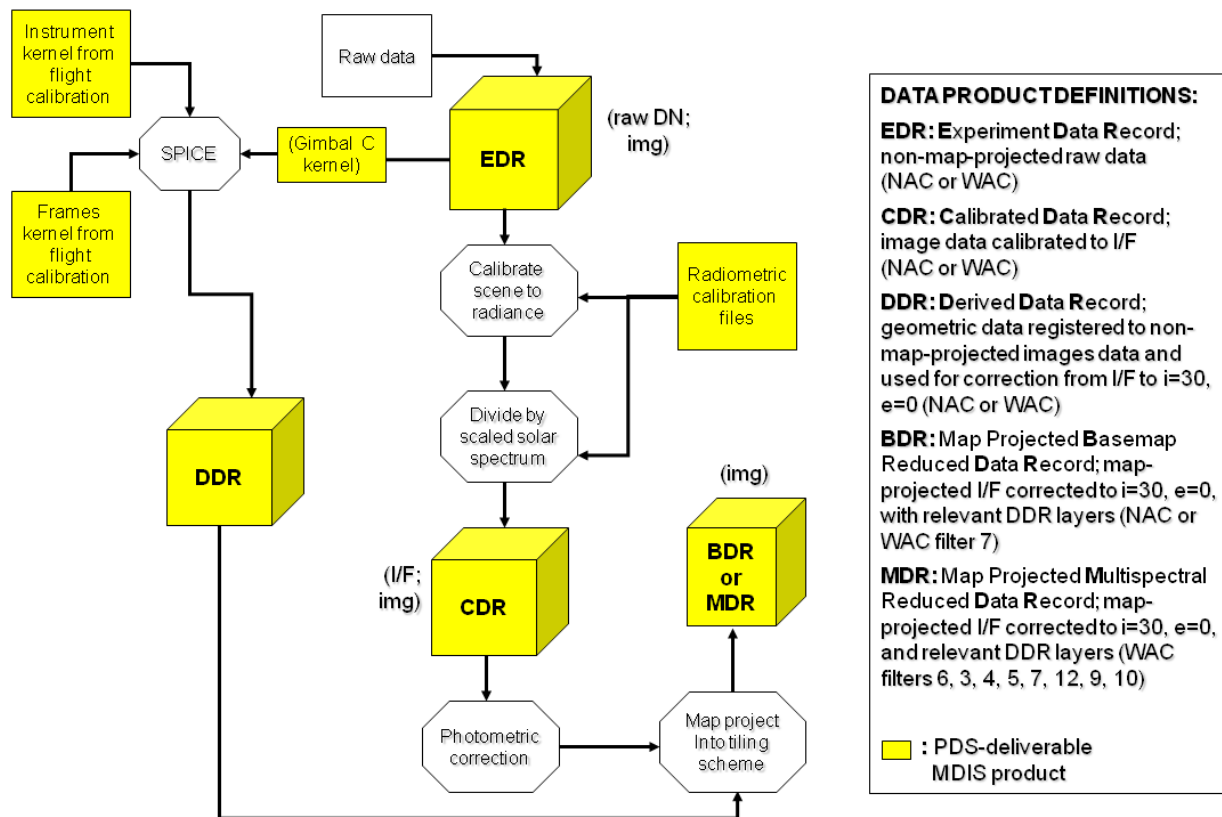 Instrument
kernel from
flight
calibration
Raw data
SPICE
(Gimbal C
kernel)
EDR
(raw DN;
img)
Frames
kernel from
flight
calibration
Calibrate
scene to
radiance
Radiometric
calibration
files
Divide by
scaled solar
spectrum
DDR
(I/F;
img)
CDR
(img)
BDR
or
MDR
Photometric
correction
Map project
Into tiling
scheme
DATA PRODUCT DEFINITIONS:
EDR: Experiment Data Record;
non-map-projected raw data
(NAC or WAC)
CDR: Calibrated Data Record;
image data calibrated to I/F
(NAC or WAC)
DDR: Derived Data Record;
geometric data registered to non-
map-projected images data and
used for correction from I/F to i=30,
e=0 (NAC or WAC)
BDR: Map Projected Basemap
Reduced Data Record; map-
projected I/F corrected to i=30, e=0,
with relevant DDR layers (NAC or
WAC filter 7)
MDR: Map Projected Multispectral
Reduced Data Record; map-
projected I/F corrected to i=30, e=0,
and relevant DDR layers (WAC
filters 6, 3, 4, 5, 7, 12, 9, 10)
: PDS-deliverable
MDIS product